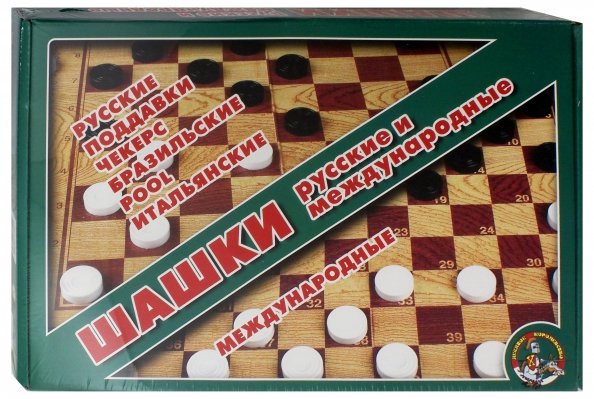 РУССКИЕ
ПОДДАВКИ
ЧЕКЕРС
БРАЗИЛЬСКИЕ
POOL
ИТАЛЬЯНСКИЕ
ШАШКИ
русские и
международные
МЕЖДУНАРОДНЫЕ